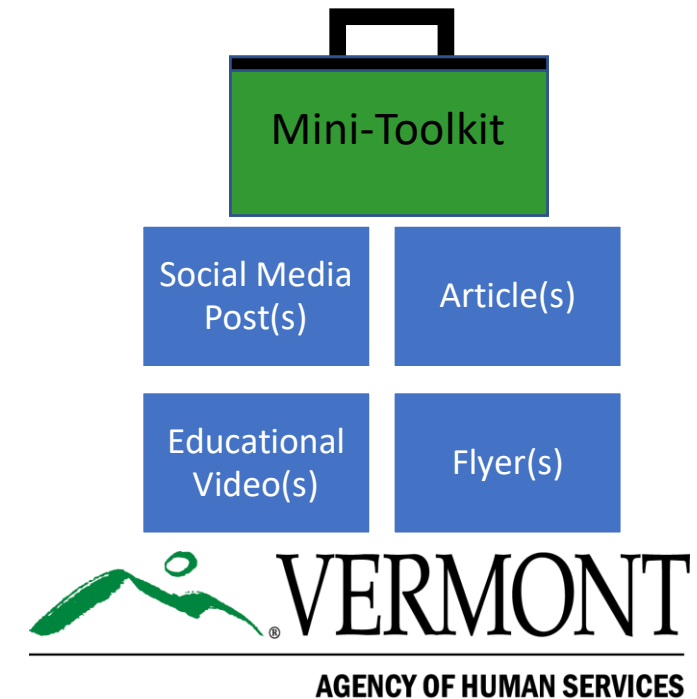 Mini-Toolkit
Social Media
Post(s)
Article(s)
Educational
Video(s)
Flyer(s)
VERMONT
®
AGENCY OF HUMAN SERVICES